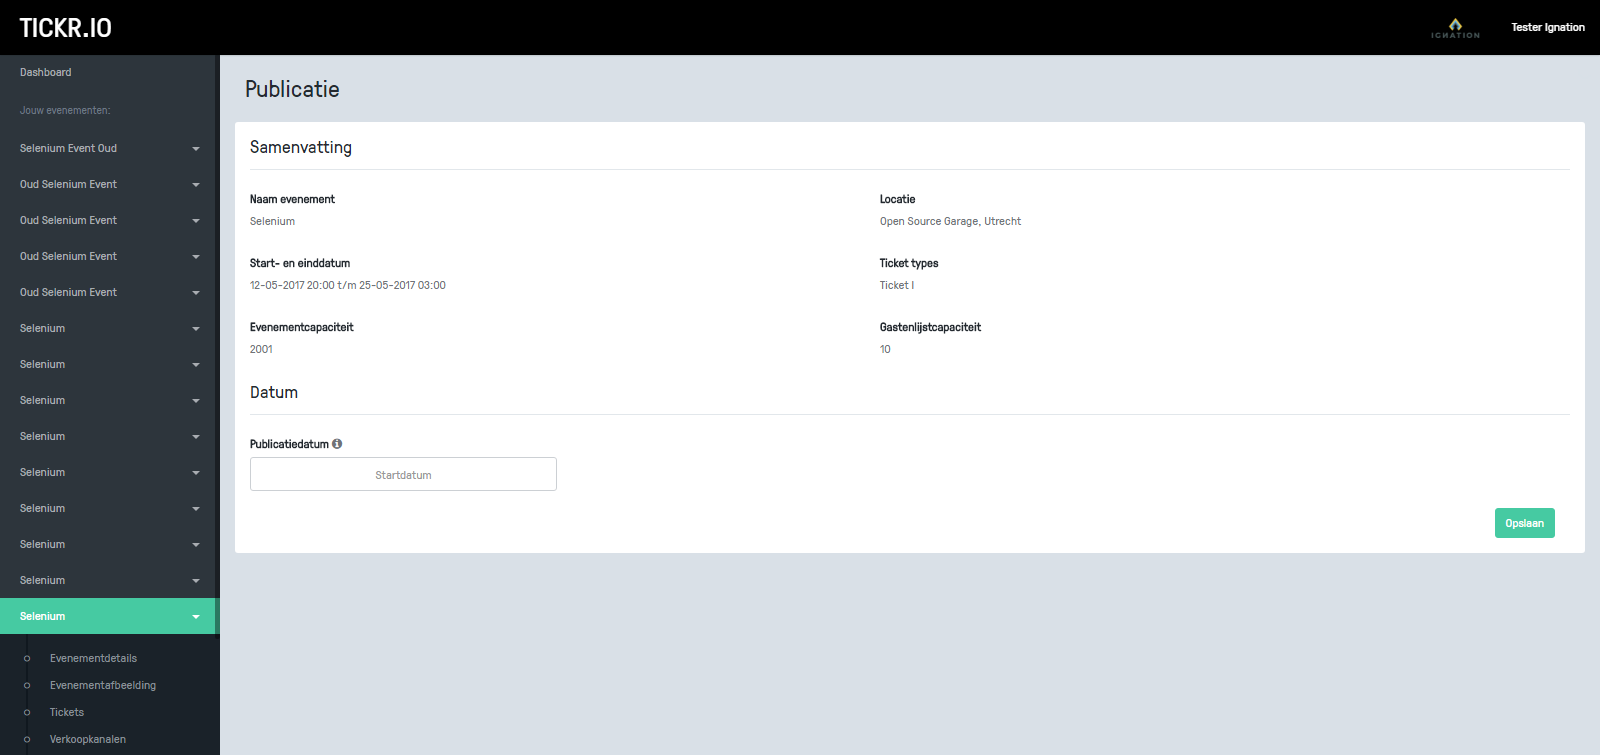 TICKR.IO
IGNATION
Tester Ignation
Dashboard
Jouw evenementen:
Selenium Event Oud
Oud Selenium Event
Oud Selenium Event
Oud Selenium Event
Oud Selenium Event
Selenium
Selenium
Selenium
Selenium
Selenium
Selenium
Selenium
Selenium
Selenium
Evenementdetails
Evenementafbeelding
Tickets
Verkoopkanalen
Publicatie
Samenvatting
Naam evenement
Selenium
Locatie
Open Source Garage, Utrecht
Start- en einddatum
12-05-2017 20:00 t/m 25-05-2017 03:00
Ticket types
Ticket 1
Evenementcapaciteit
2001
Gastenlijstcapaciteit
10
Datum
Publicatiedatum
Startdatum
Opslaan